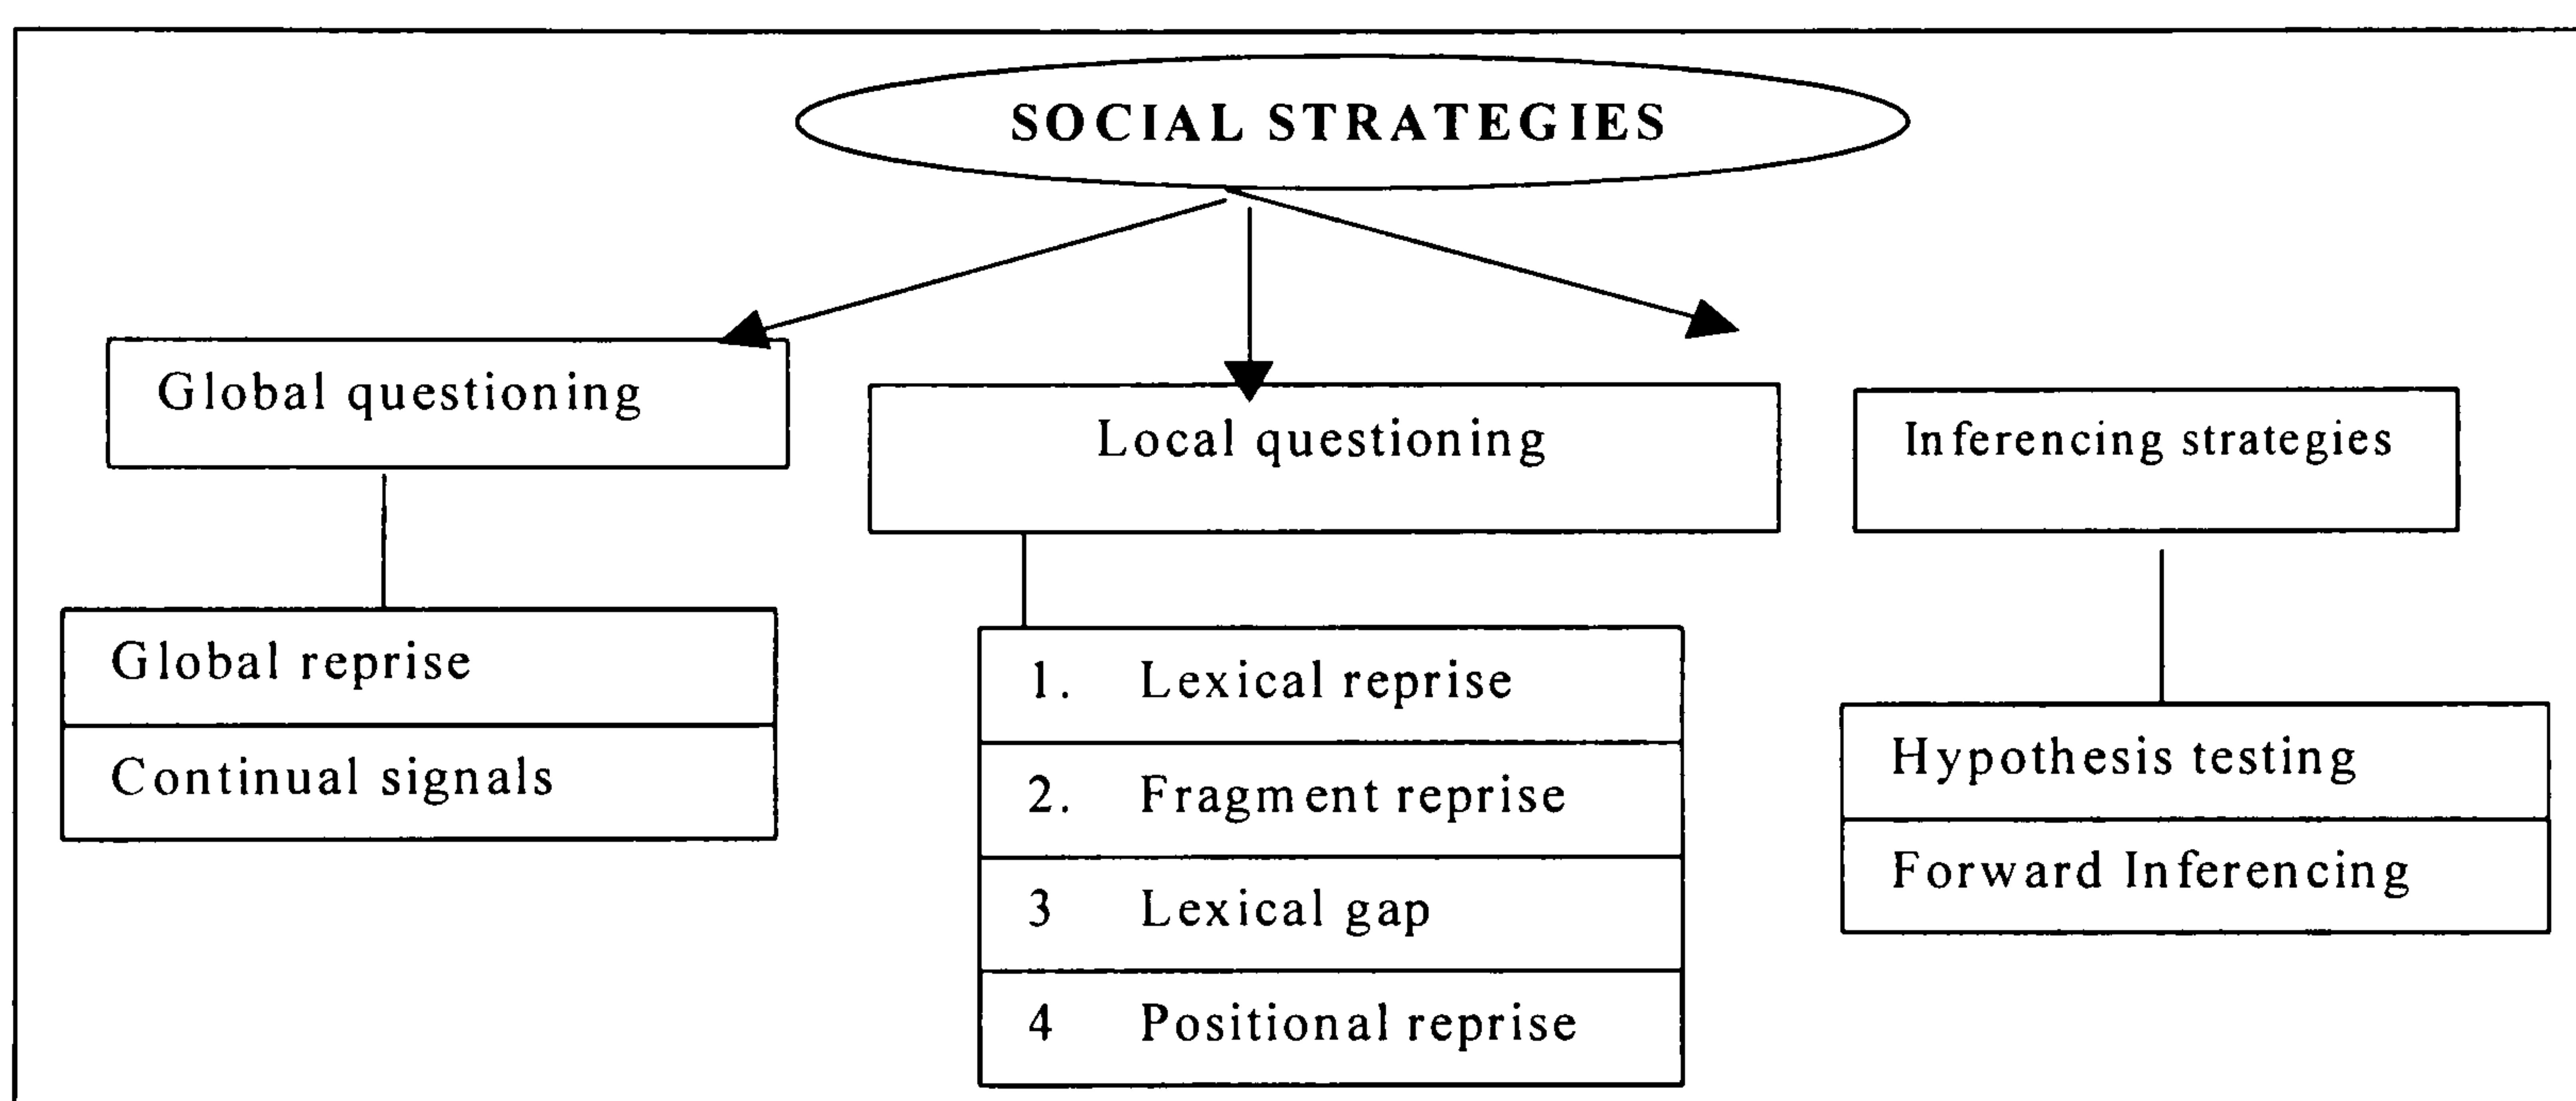 SOCIAL STRATEGIES
Global questioning
Local questioning
Inferencing strategies
Global reprise
Continual signals
1. Lexical reprise
2. Fragment reprise
3 Lexical gap
4 Positional reprise
Hypothesis testing
Forward Inferencing